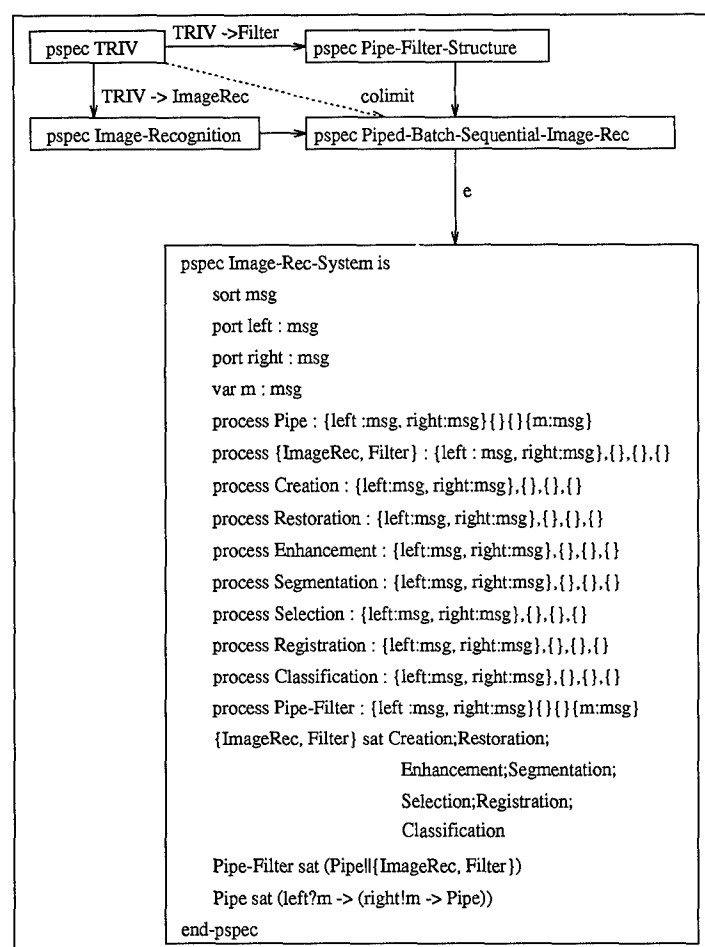 pspec TRIV
TRIV ->Filter
pspec Pipe-Filter-Structure
TRIV -> ImageRec
colimit
pspec Image-Recognition
pspec Piped-Batch-Sequential-Image-Rec
e
pspec Image-Rec-System is
sort msg
port left : msg
port right : msg
var m : msg
process Pipe : {left :msg, right:msg}{}{}{m:msg}
process {ImageRec, Filter} : {left : msg, right:msg},{},{},{}
process Creation : {left:msg, right:msg},{},{},{}
process Restoration : {left:msg, right:msg},{},{},{}
process Enhancement : {left:msg, right:msg},{},{},{}
process Segmentation : {left:msg, right:msg},{},{},{}
process Selection : {left:msg, right:msg},{},{},{}
process Registration : {left:msg, right:msg},{},{},{}
process Classification : {left:msg, right:msg},{},{},{}
process Pipe-Filter : {left :msg, right:msg}{}{}{m:msg}
{ImageRec, Filter} sat Creation;Restoration;
Enhancement;Segmentation;
Selection;Registration;
Classification
Pipe-Filter sat (Pipe||{ImageRec, Filter})
Pipe sat (left?m -> (right!m -> Pipe))
end-pspec